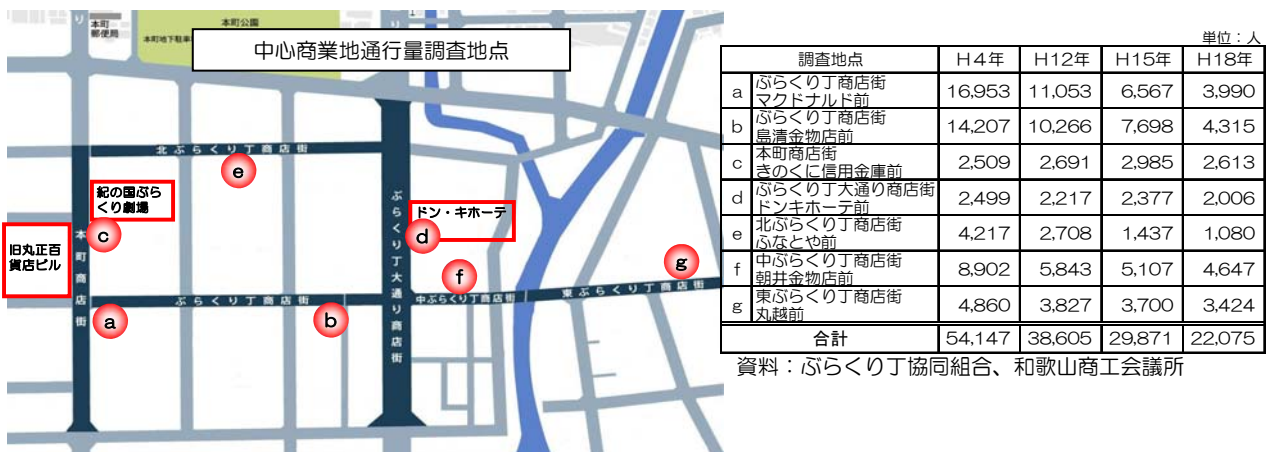 り
本町
郵便局
本町公園
本町地下駐車
り
中心商業地通行量調査地点
北ぶらくり丁商店街
e
紀の国ぶら
くり劇場
c
旧丸正百
貨店ビル
本町商店街
ドン・キホーテ
d
ぶらくり丁大通り商店街
g
f
ぶらくり丁商店街
中ぶらくり丁商店街
東ぶらくり丁商店街
a
b
単位：人
調査地点 H4年 H12年 H15年 H18年
a ぶらくり丁商店街
マクドナルド前 16,953 11,053 6,567 3,990
b ぶらくり丁商店街
島清金物店前 14,207 10,266 7,698 4,315
c 本町商店街
きのくに信用金庫前 2,509 2,691 2,985 2,613
d ぶらくり丁大通り商店街
ドンキホーテ前 2,499 2,217 2,377 2,006
e 北ぶらくり丁商店街
ふなとや前 4,217 2,708 1,437 1,080
f 中ぶらくり丁商店街
朝井金物店前 8,902 5,843 5,107 4,647
g 東ぶらくり丁商店街
丸越前 4,860 3,827 3,700 3,424
合計 54,147 38,605 29,871 22,075
資料：ぶらくり丁協同組合、和歌山商工会議所